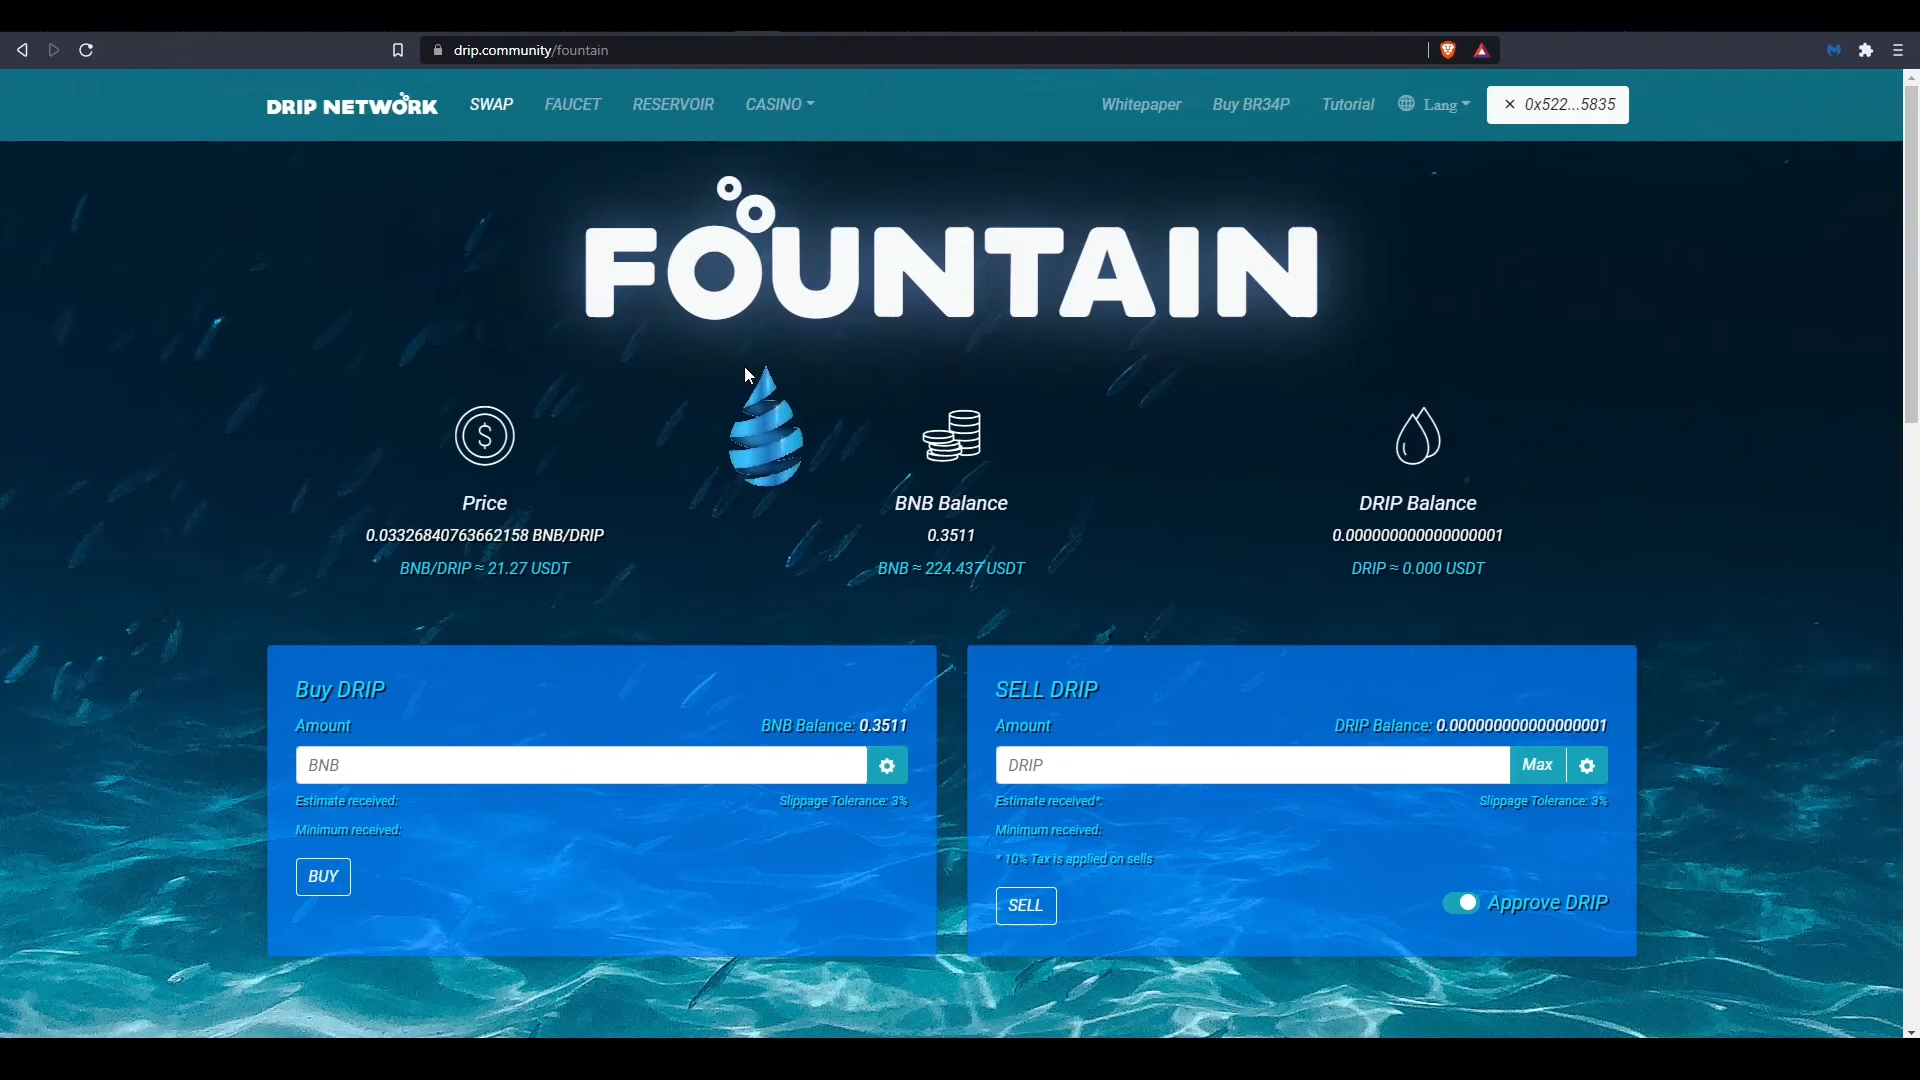 drip.community/fountain
DRIP NETWORK SWAP FAUCET RESERVOIR CASINO Whitepaper Buy BR34P Tutorial Lang × 0x522...5835
FOUNTAIN
Price BNB Balance DRIP Balance
0.03326840763662158 BNB/DRIP 0.3511 0.000000000000000001
BNB/DRIP ≈ 21.27 USDT BNB ≈ 224.437 USDT DRIP ≈ 0.000 USDT
Buy DRIP
Amount BNB Balance: 0.3511
BNB
Estimate received: Slippage Tolerance: 3%
Minimum received:
BUY
SELL DRIP
Amount DRIP Balance: 0.000000000000000001
DRIP Max
Estimate received*: Slippage Tolerance: 3%
Minimum received:
* 10% Tax is applied on sells
SELL Approve DRIP